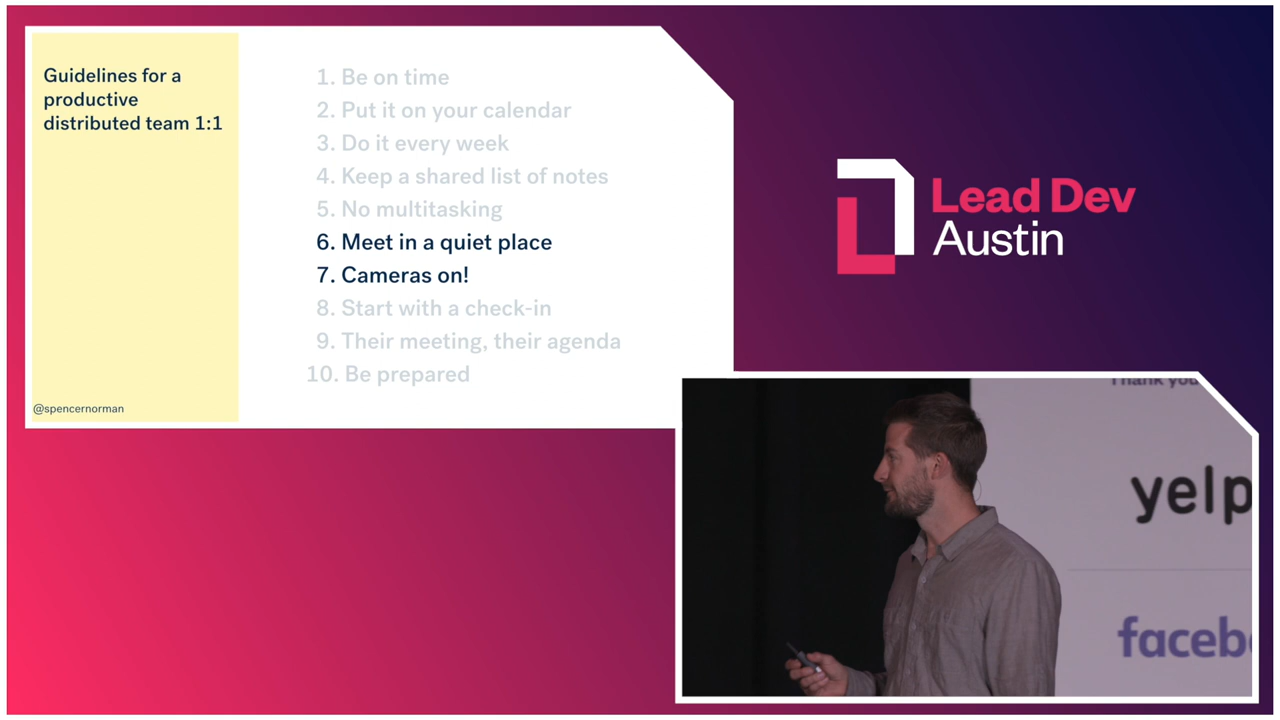 Guidelines for a
productive
distributed team 1:1
@spencernorman
1. Be on time
2. Put it on your calendar
3. Do it every week
4. Keep a shared list of notes
5. No multitasking
6. Meet in a quiet place
7. Cameras on!
8. Start with a check-in
9. Their meeting, their agenda
10. Be prepared
Lead Dev
Austin
Thank you
yelp
faceb